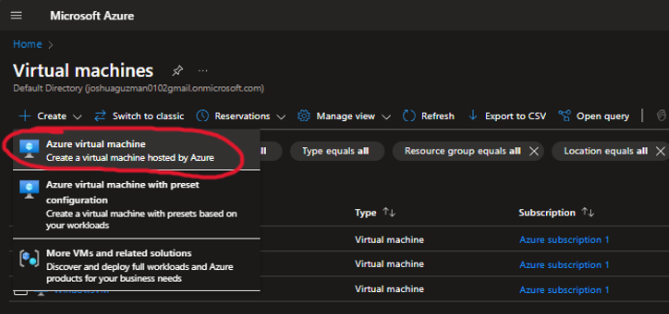 Microsoft Azure
Home >
Virtual machines
Default Directory (joshuaguzman0102gmail.onmicrosoft.com)
+ Create Switch to classic Reservations Manage view Refresh Export to CSV Open query
Azure virtual machine
Create a virtual machine hosted by Azure
Azure virtual machine with preset
configuration
Create a virtual machine with presets based on
your workloads
More VMs and related solutions
Discover and deploy full workloads and Azure
products for your business needs
all Type equals all Resource group equals all Location equals all
Type Subscription
Virtual machine Azure subscription 1
Virtual machine Azure subscription 1
Virtual machine Azure subscription 1